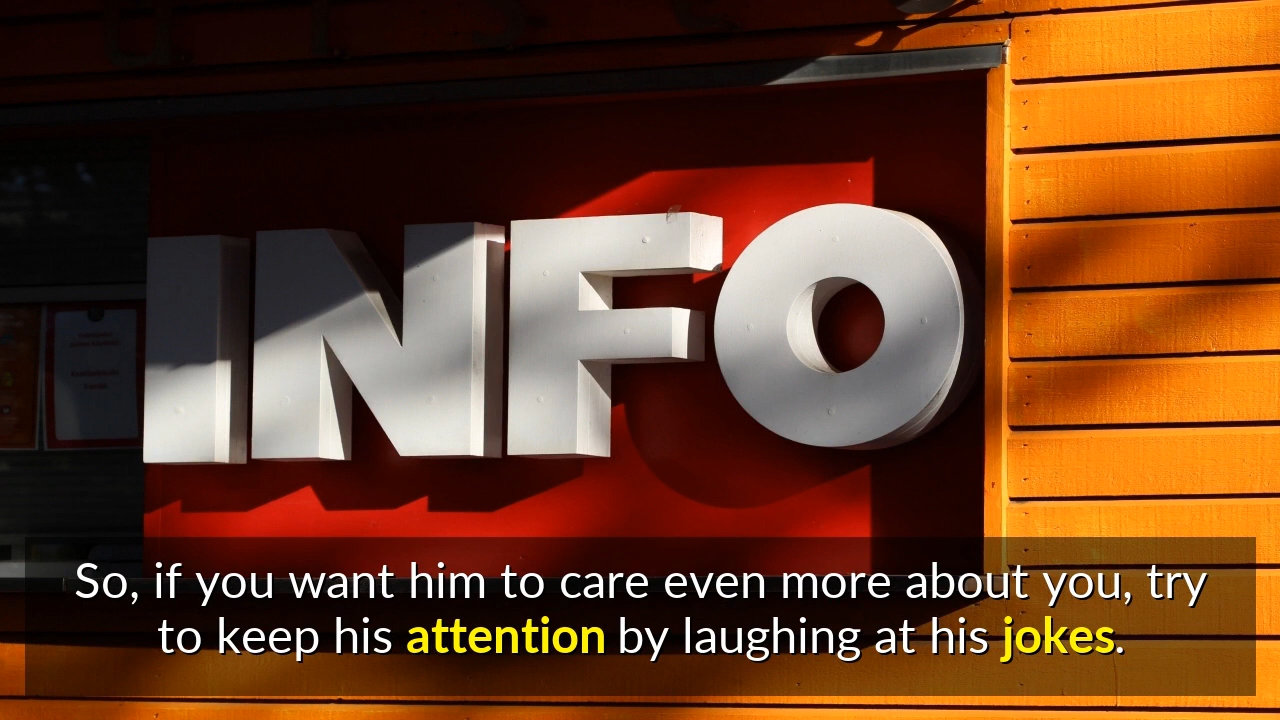 INFO
So, if you want him to care even more about you, try
to keep his attention by laughing at his jokes.